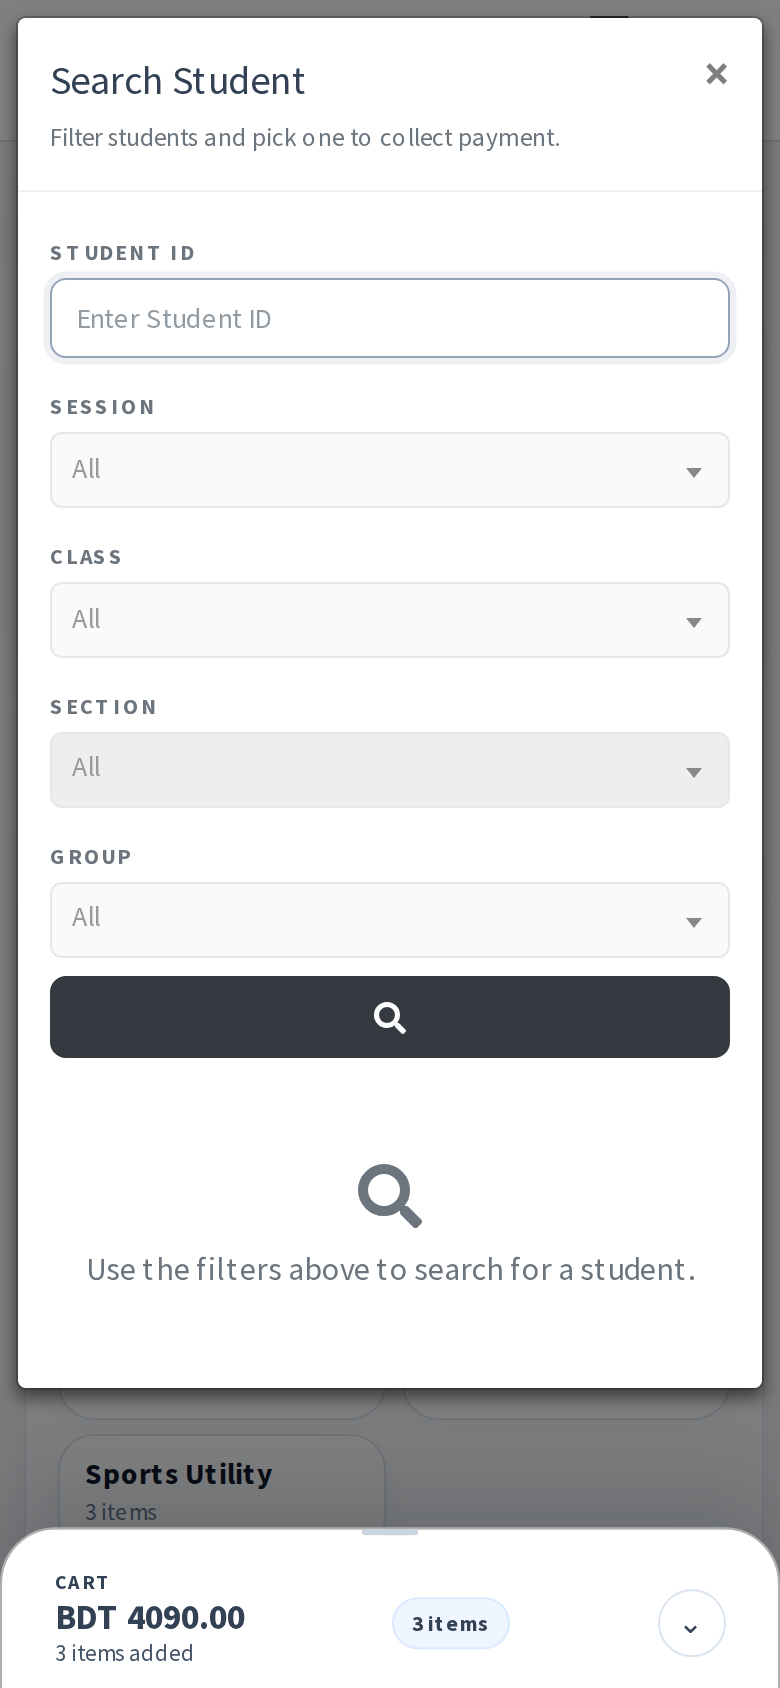 Search Student
×
Filter students and pick one to collect payment.
STUDENT ID
Enter Student ID
SESSION
All
CLASS
All
SECTION
All
GROUP
All
Use the filters above to search for a student.
Sports Utility
3 items
CART
BDT 4090.00
3 items added
3 items